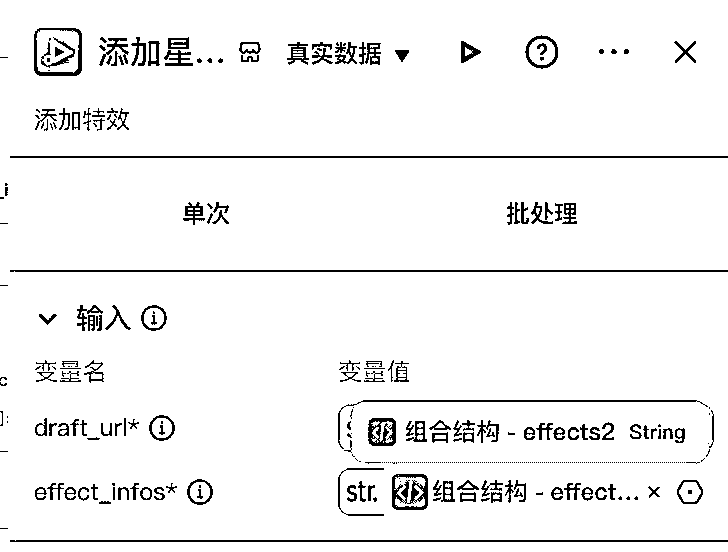 添加星... 真实数据
添加特效
单次 批处理
输入
变量名 变量值
draft_url* 组合结构 - effects2 String
effect_infos* str. 组合结构 - effect...